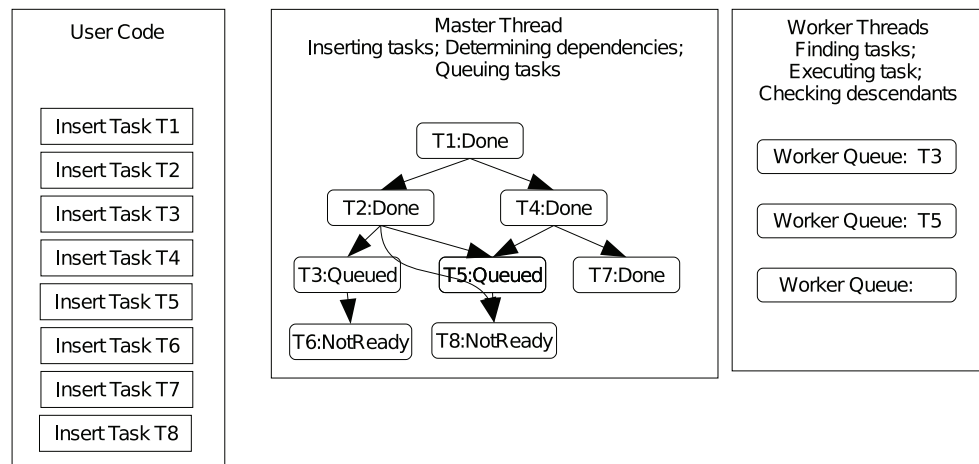 User Code
Insert Task T1
Insert Task T2
Insert Task T3
Insert Task T4
Insert Task T5
Insert Task T6
Insert Task T7
Insert Task T8
Master Thread
Inserting tasks; Determining dependencies;
Queuing tasks
T1:Done
T2:Done
T4:Done
T3:Queued
T5:Queued
T7:Done
T6:NotReady
T8:NotReady
Worker Threads
Finding tasks;
Executing task;
Checking descendants
Worker Queue: T3
Worker Queue: T5
Worker Queue: